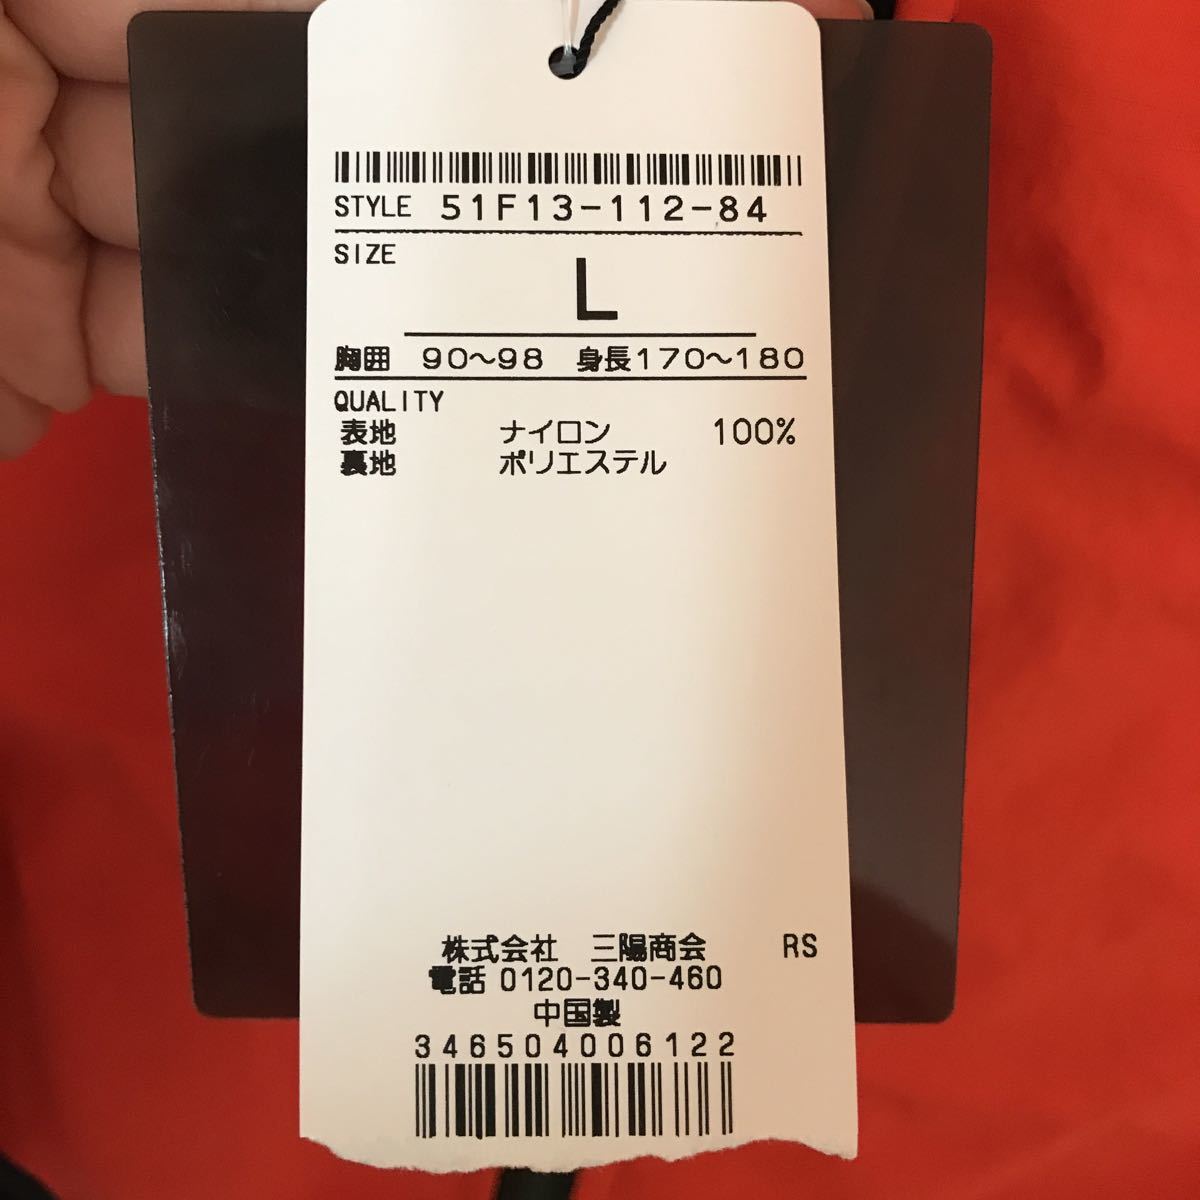 STYLE 51F13-112-84
SIZE
L
胸囲 90〜98 身長170〜180
QUALITY
表地 ナイロン 100%
裏地 ポリエステル
株式会社 三陽商会 RS
電話 0120-340-460
中国製
346504006122